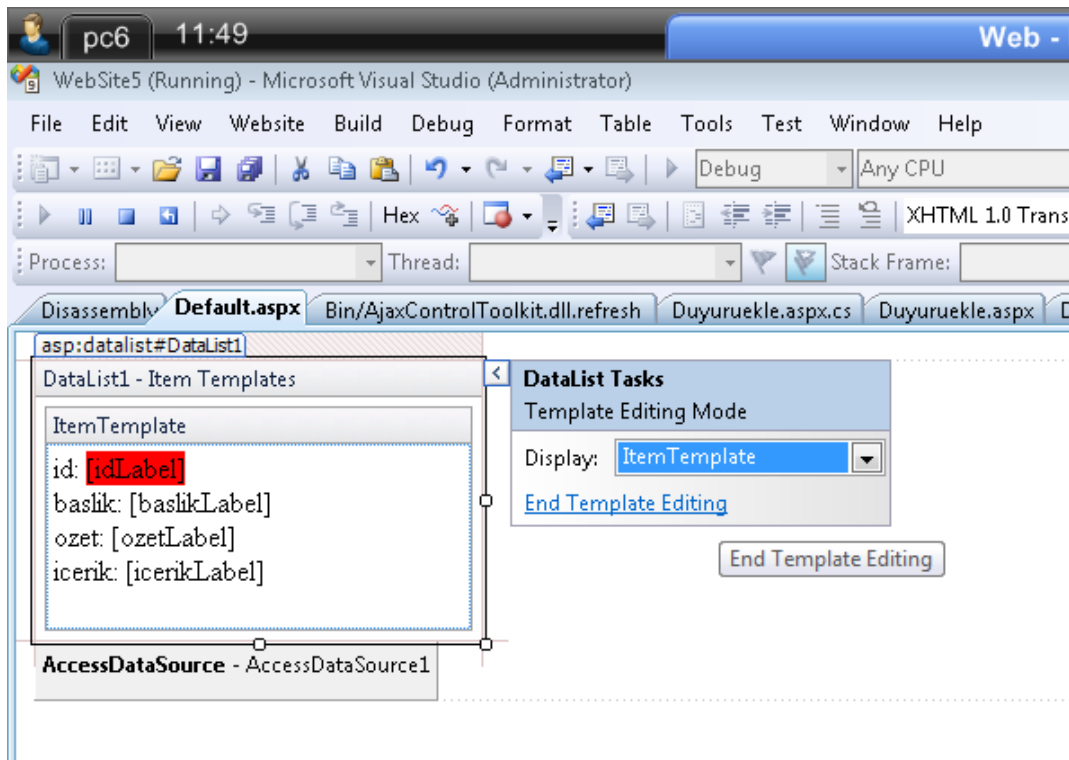 pc6 11:49 Web -
WebSite5 (Running) - Microsoft Visual Studio (Administrator)
File Edit View Website Build Debug Format Table Tools Test Window Help
Debug Any CPU
Hex XHTML 1.0 Trans
Process: Thread: Stack Frame:
Disassembly Default.aspx Bin/AjaxControlToolkit.dll.refresh Duyuruekle.aspx.cs Duyuruekle.aspx D
asp:datalist#DataList1
DataList1 - Item Templates
ItemTemplate
id: [idLabel]
baslik: [baslikLabel]
ozet: [ozetLabel]
icerik: [icerikLabel]
AccessDataSource - AccessDataSource1
DataList Tasks
Template Editing Mode
Display: ItemTemplate
End Template Editing
End Template Editing